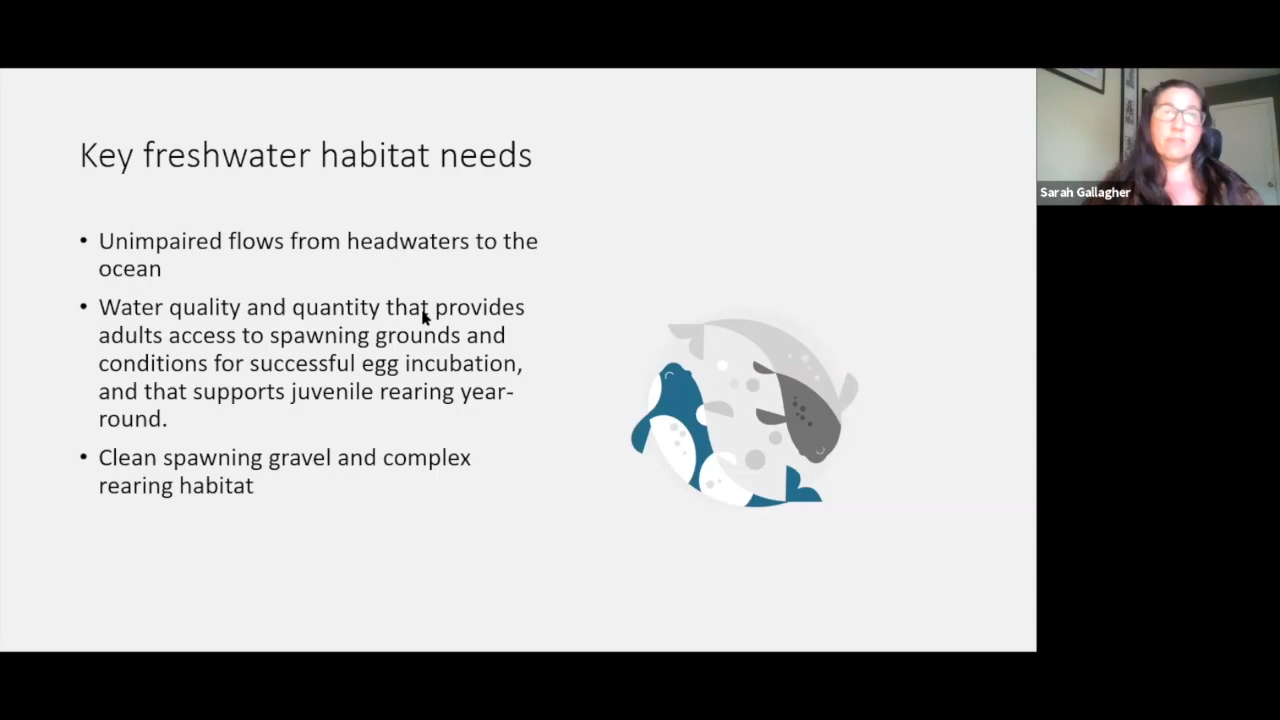 Key freshwater habitat needs
• Unimpaired flows from headwaters to the
ocean
• Water quality and quantity that provides
adults access to spawning grounds and
conditions for successful egg incubation,
and that supports juvenile rearing year-
round.
• Clean spawning gravel and complex
rearing habitat
Sarah Gallagher